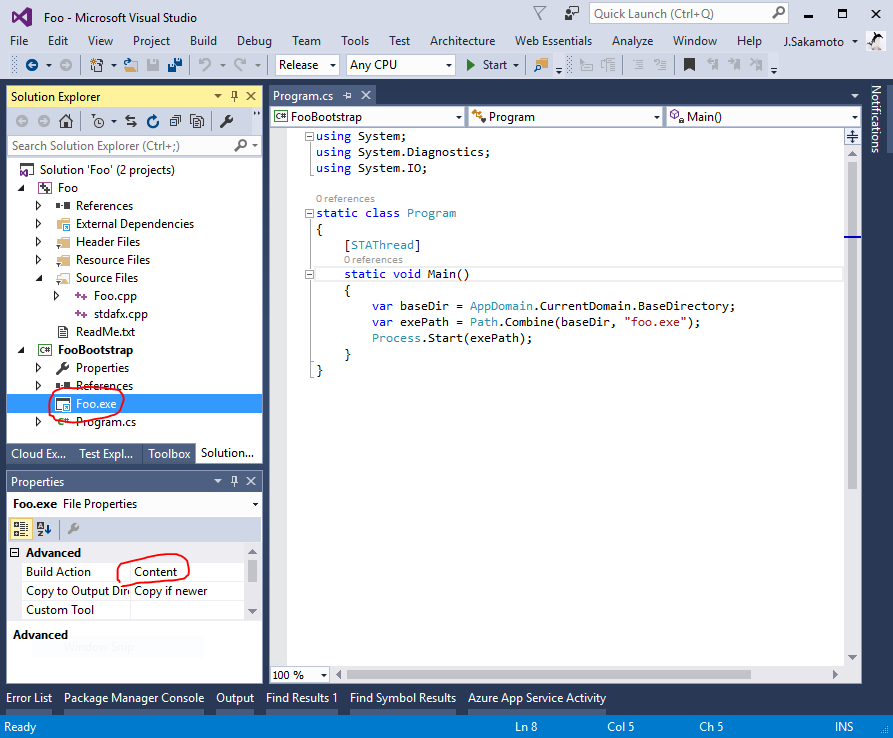 Foo - Microsoft Visual Studio
Quick Launch (Ctrl+Q)
File Edit View Project Build Debug Team Tools Test Architecture Web Essentials Analyze Window Help J.Sakamoto
Release Any CPU Start
Solution Explorer
Search Solution Explorer (Ctrl+;)
Solution 'Foo' (2 projects)
Foo
References
External Dependencies
Header Files
Resource Files
Source Files
Foo.cpp
stdafx.cpp
ReadMe.txt
C# FooBootstrap
Properties
References
Foo.exe
C# Program.cs
Cloud Ex... Test Expl... Toolbox Solution...
Properties
Foo.exe File Properties
Advanced
Build Action Content
Copy to Output Dir Copy if newer
Custom Tool
Advanced
Window Snip
Program.cs
C# FooBootstrap Program Main()
using System;
using System.Diagnostics;
using System.IO;
0 references
static class Program
{
[STAThread]
0 references
static void Main()
{
var baseDir = AppDomain.CurrentDomain.BaseDirectory;
var exePath = Path.Combine(baseDir, "foo.exe");
Process.Start(exePath);
}
}
100 %
Notifications
Error List Package Manager Console Output Find Results 1 Find Symbol Results Azure App Service Activity
Ready Ln 8 Col 5 Ch 5 INS